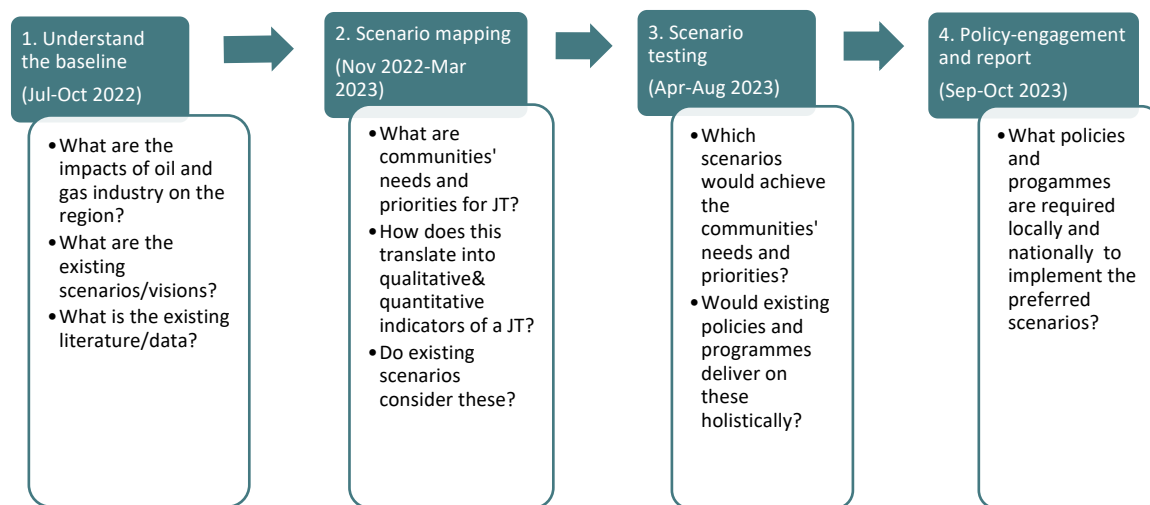 1. Understand
the baseline
(Jul-Oct 2022)
•What are the
impacts of oil and
gas industry on the
region?
•What are the
existing
scenarios/visions?
•What is the existing
literature/data?
2. Scenario mapping
(Nov 2022-Mar
2023)
•What are
communities'
needs and
priorities for JT?
•How does this
translate into
qualitative&
quantitative
indicators of a JT?
•Do existing
scenarios
consider these?
3. Scenario
testing
(Apr-Aug 2023)
•Which
scenarios
would achieve
the
communities'
needs and
priorities?
•Would existing
policies and
programmes
deliver on
these
holistically?
4. Policy-engagement
and report
(Sep-Oct 2023)
•What policies
and
progammes
are required
locally and
nationally to
implement the
preferred
scenarios?